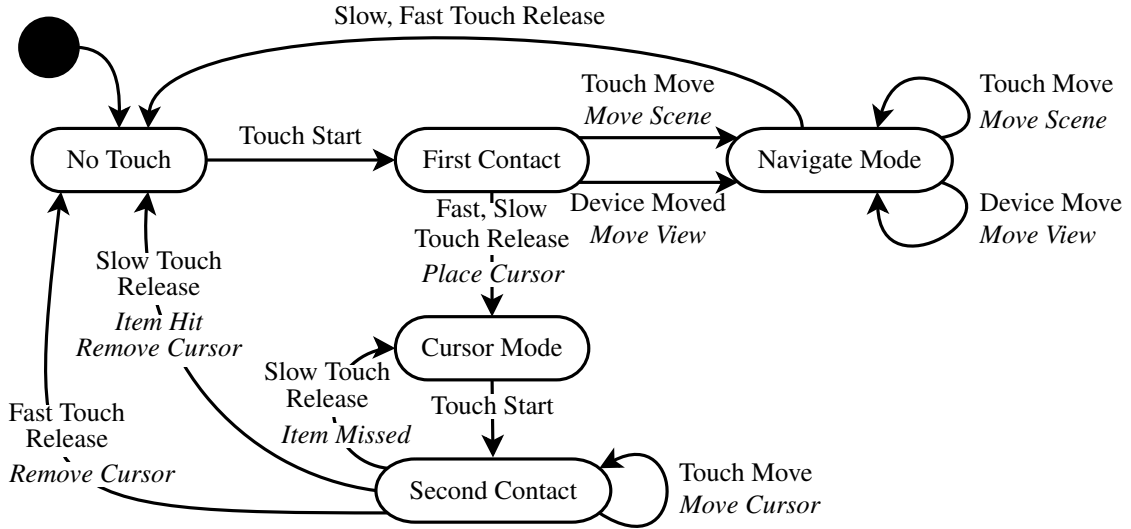 Slow, Fast Touch Release
Touch Move
Move Scene
Touch Move
Move Scene
No Touch
Touch Start
First Contact
Navigate Mode
Fast, Slow
Touch Release
Place Cursor
Device Moved
Move View
Device Move
Move View
Slow Touch
Release
Item Hit
Remove Cursor
Cursor Mode
Slow Touch
Release
Item Missed
Touch Start
Fast Touch
Release
Remove Cursor
Second Contact
Touch Move
Move Cursor